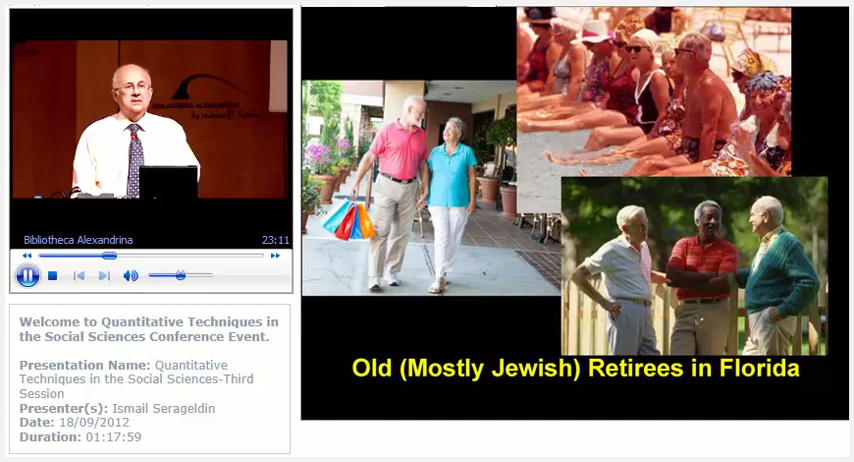 BIBLIOTHECA ALEXANDRINA
Bibliotheca Alexandrina
23:11
Welcome to Quantitative Techniques in
the Social Sciences Conference Event.
Presentation Name: Quantitative
Techniques in the Social Sciences-Third
Session
Presenter(s): Ismail Serageldin
Date: 18/09/2012
Duration: 01:17:59
Old (Mostly Jewish) Retirees in Florida